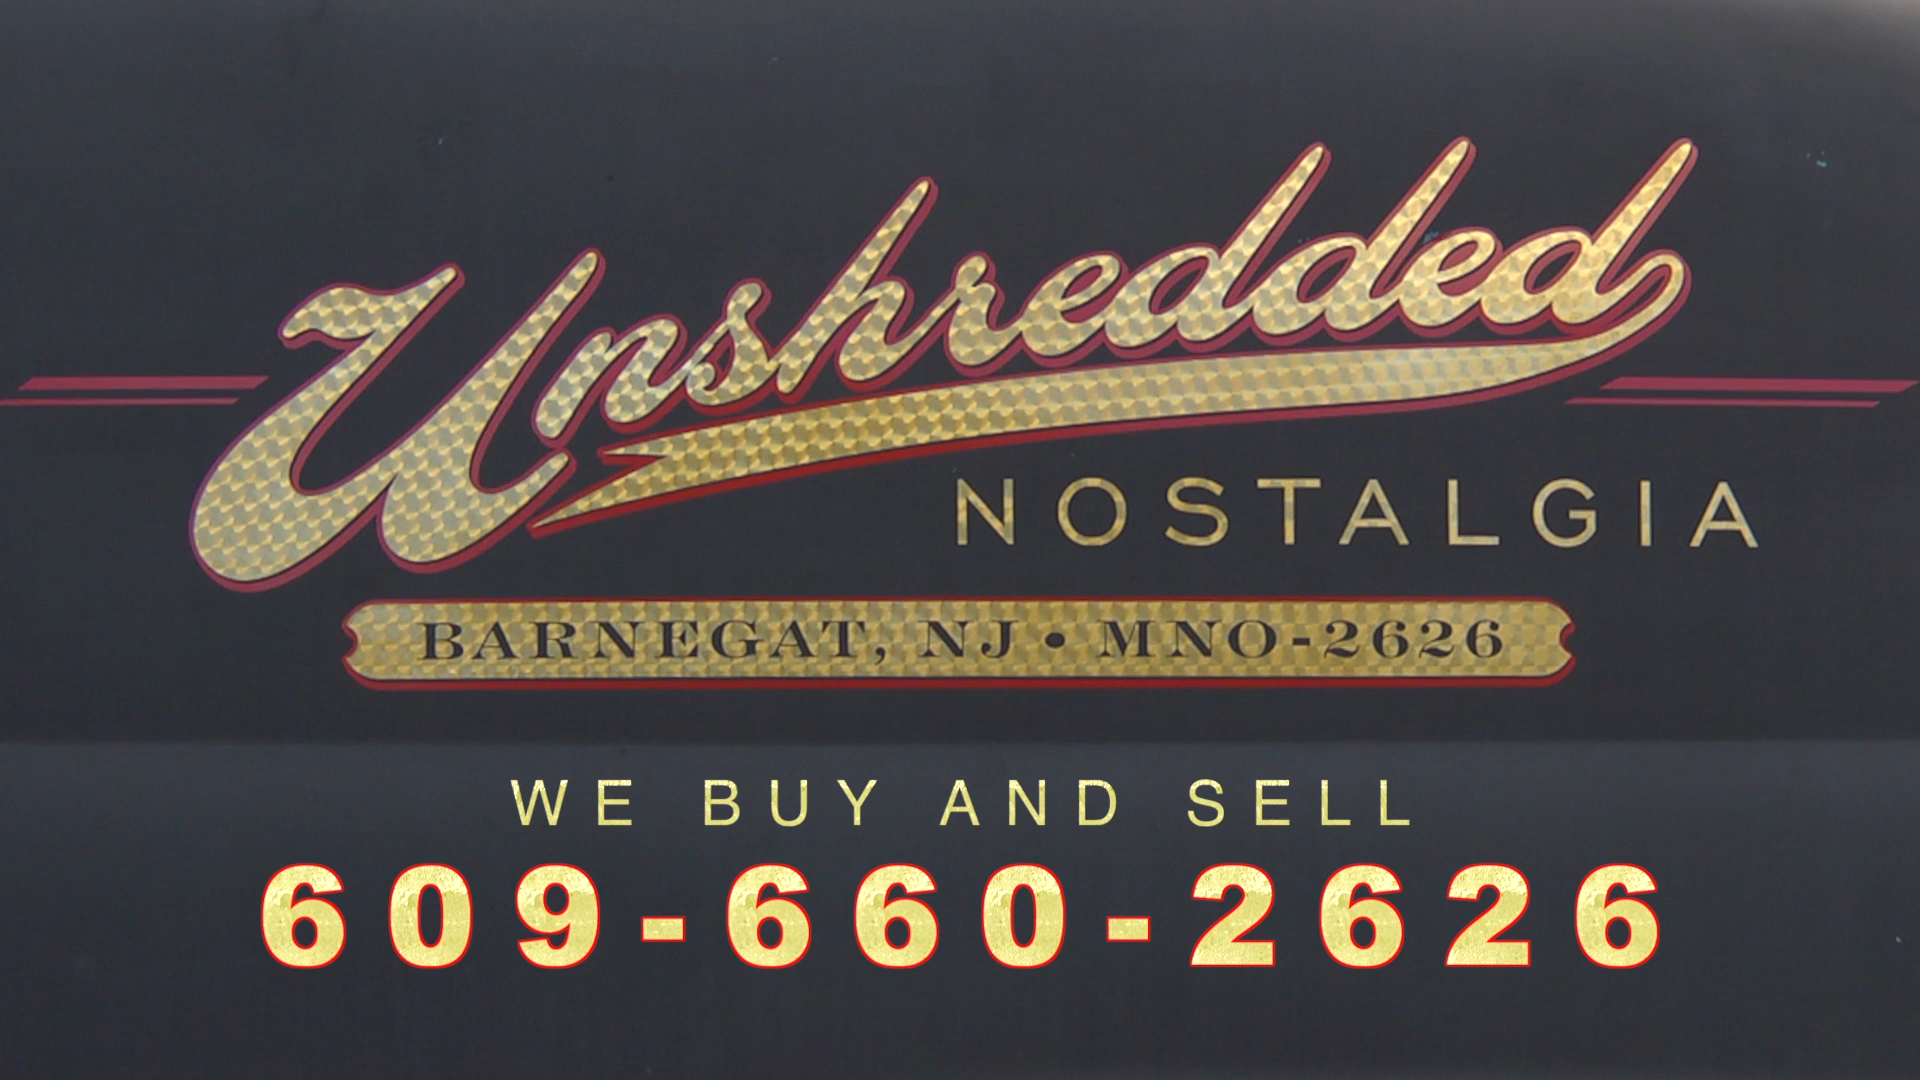 Unshredded
NOSTALGIA
BARNEGAT, NJ • MNO-2626
WE BUY AND SELL
609-660-2626